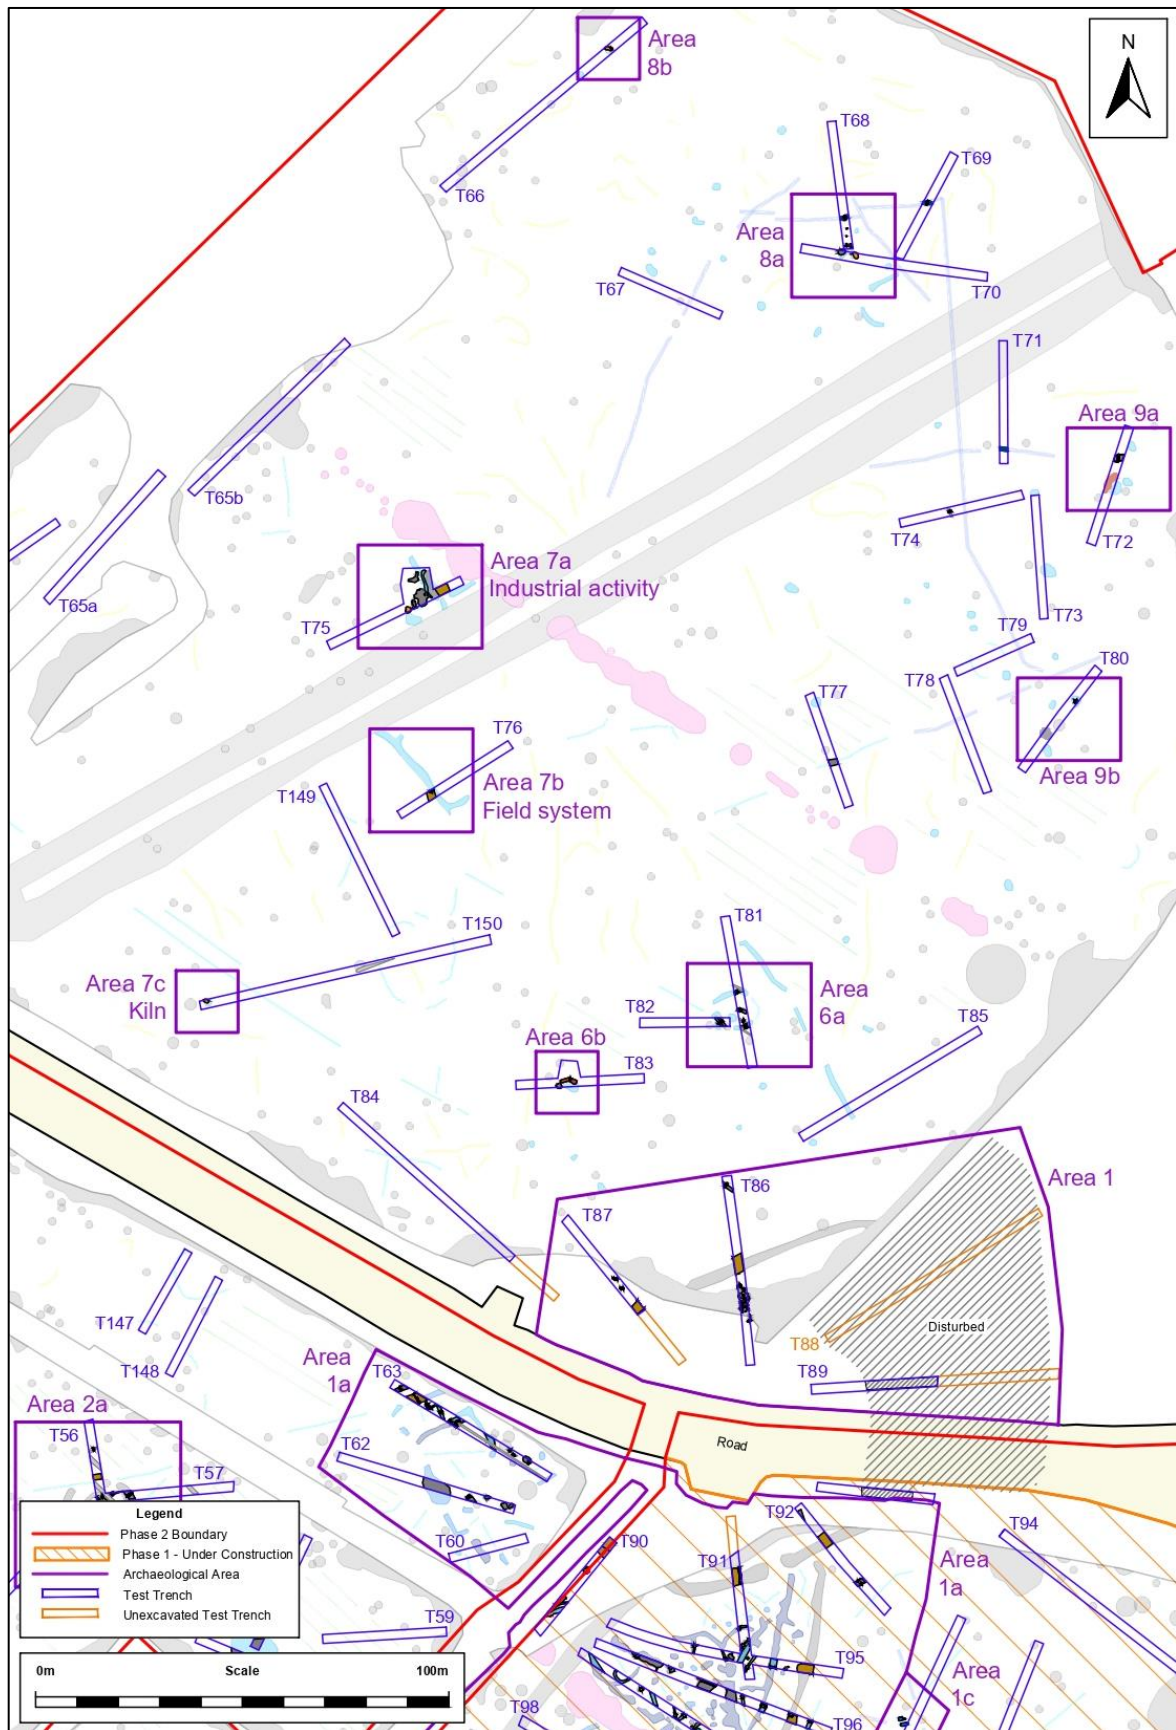 N
Area
8b
T66
T68
T69
Area
8a
T67
T70
T71
Area 9a
T65b
T74
T72
T65a
Area 7a
Industrial activity
T75
T73
T79
T80
T78
T77
T76
Area 7b
Field system
T149
Area 9b
T150
T81
Area 7c
Kiln
T82
Area
6a
T85
Area 6b
T83
T84
Area 1
T86
T87
T88
Disturbed
T89
T147
T148
Area
1a
T63
Area 2a
T56
T57
T62
Road
T60
T90
T92
T91
T94
Area
1a
T59
T95
Area
1c
T98
T96
Legend
Phase 2 Boundary
Phase 1 - Under Construction
Archaeological Area
Test Trench
Unexcavated Test Trench
0m Scale 100m